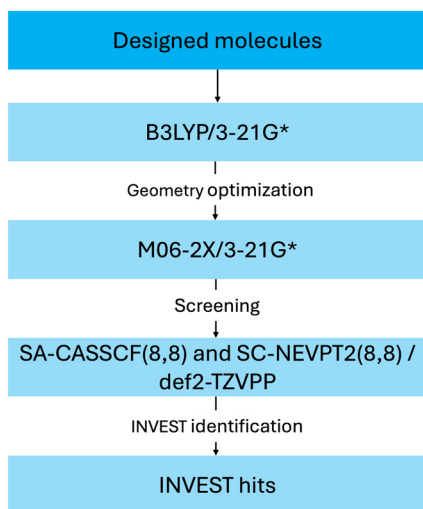 Designed molecules
B3LYP/3-21G*
Geometry optimization
M06-2X/3-21G*
Screening
SA-CASSCF(8,8) and SC-NEVPT2(8,8) /
def2-TZVPP
INVEST identification
INVEST hits